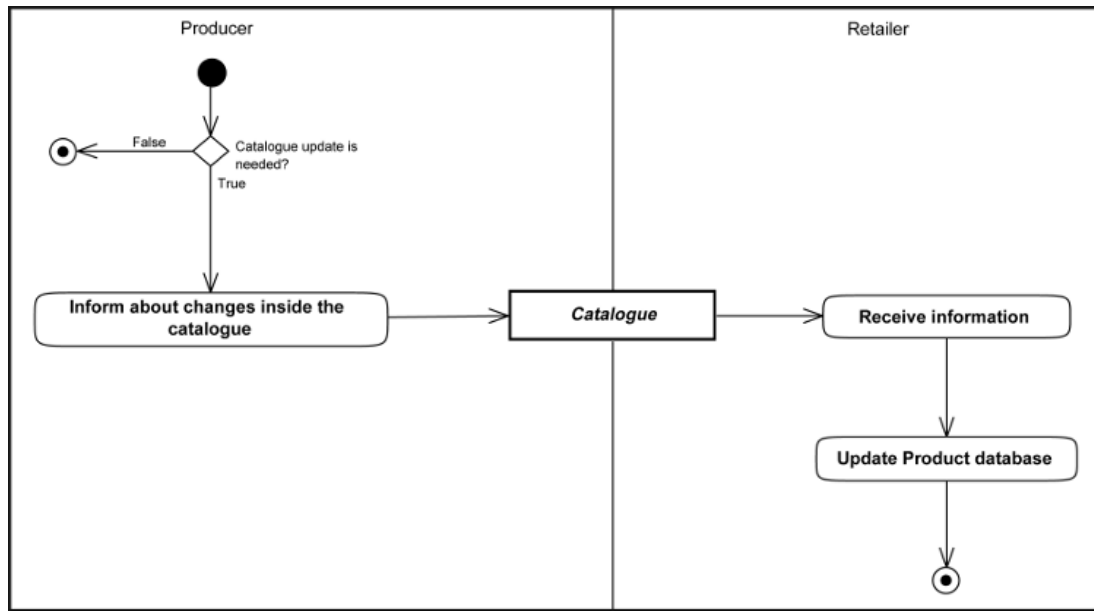 Producer
Retailer
False
Catalogue update is
needed?
True
Inform about changes inside the
catalogue
Catalogue
Receive information
Update Product database